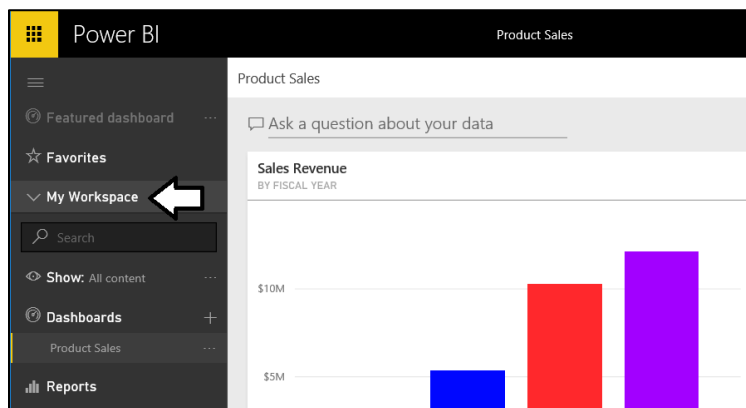 Power BI
Product Sales
Product Sales
Featured dashboard
Favorites
My Workspace
Search
Show: All content
Dashboards
Product Sales
Reports
Ask a question about your data
Sales Revenue
BY FISCAL YEAR
$10M
$5M